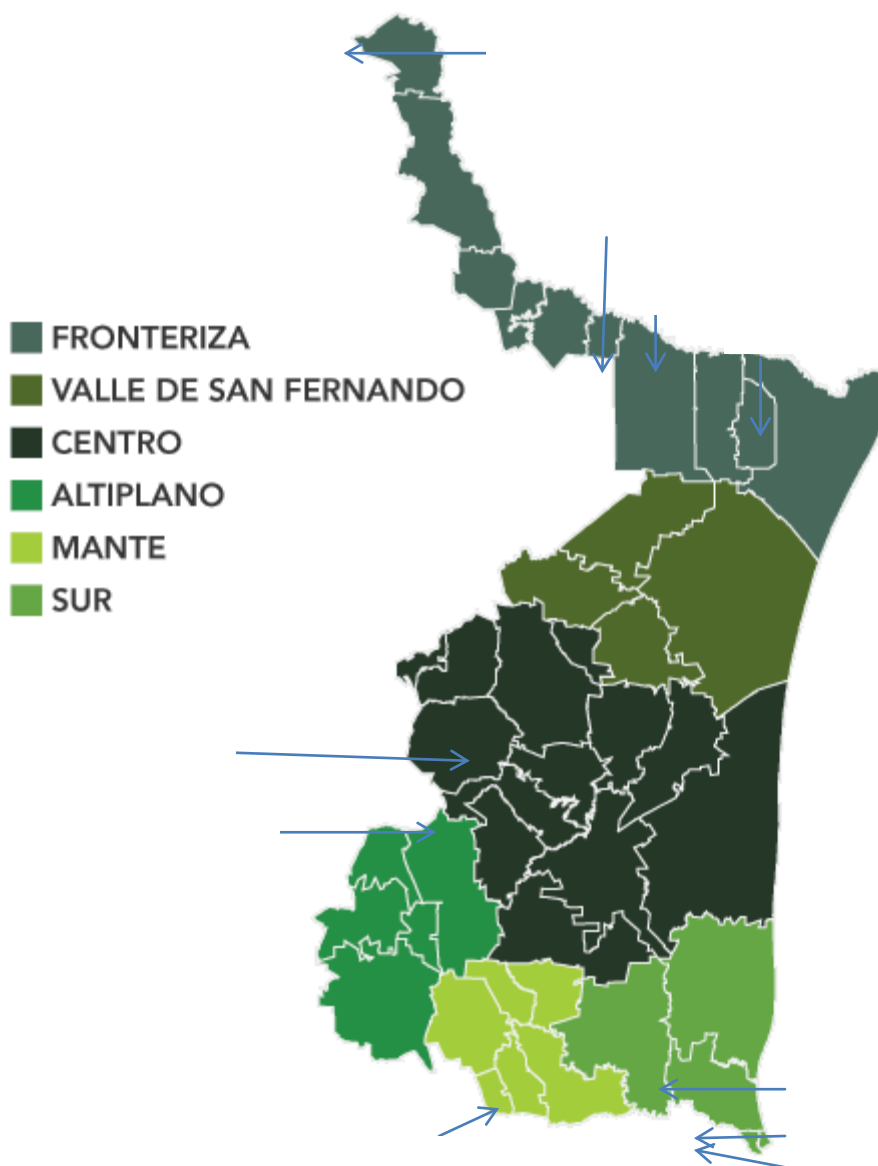 FRONTERIZA
VALLE DE SAN FERNANDO
CENTRO
ALTIPLANO
MANTE
SUR